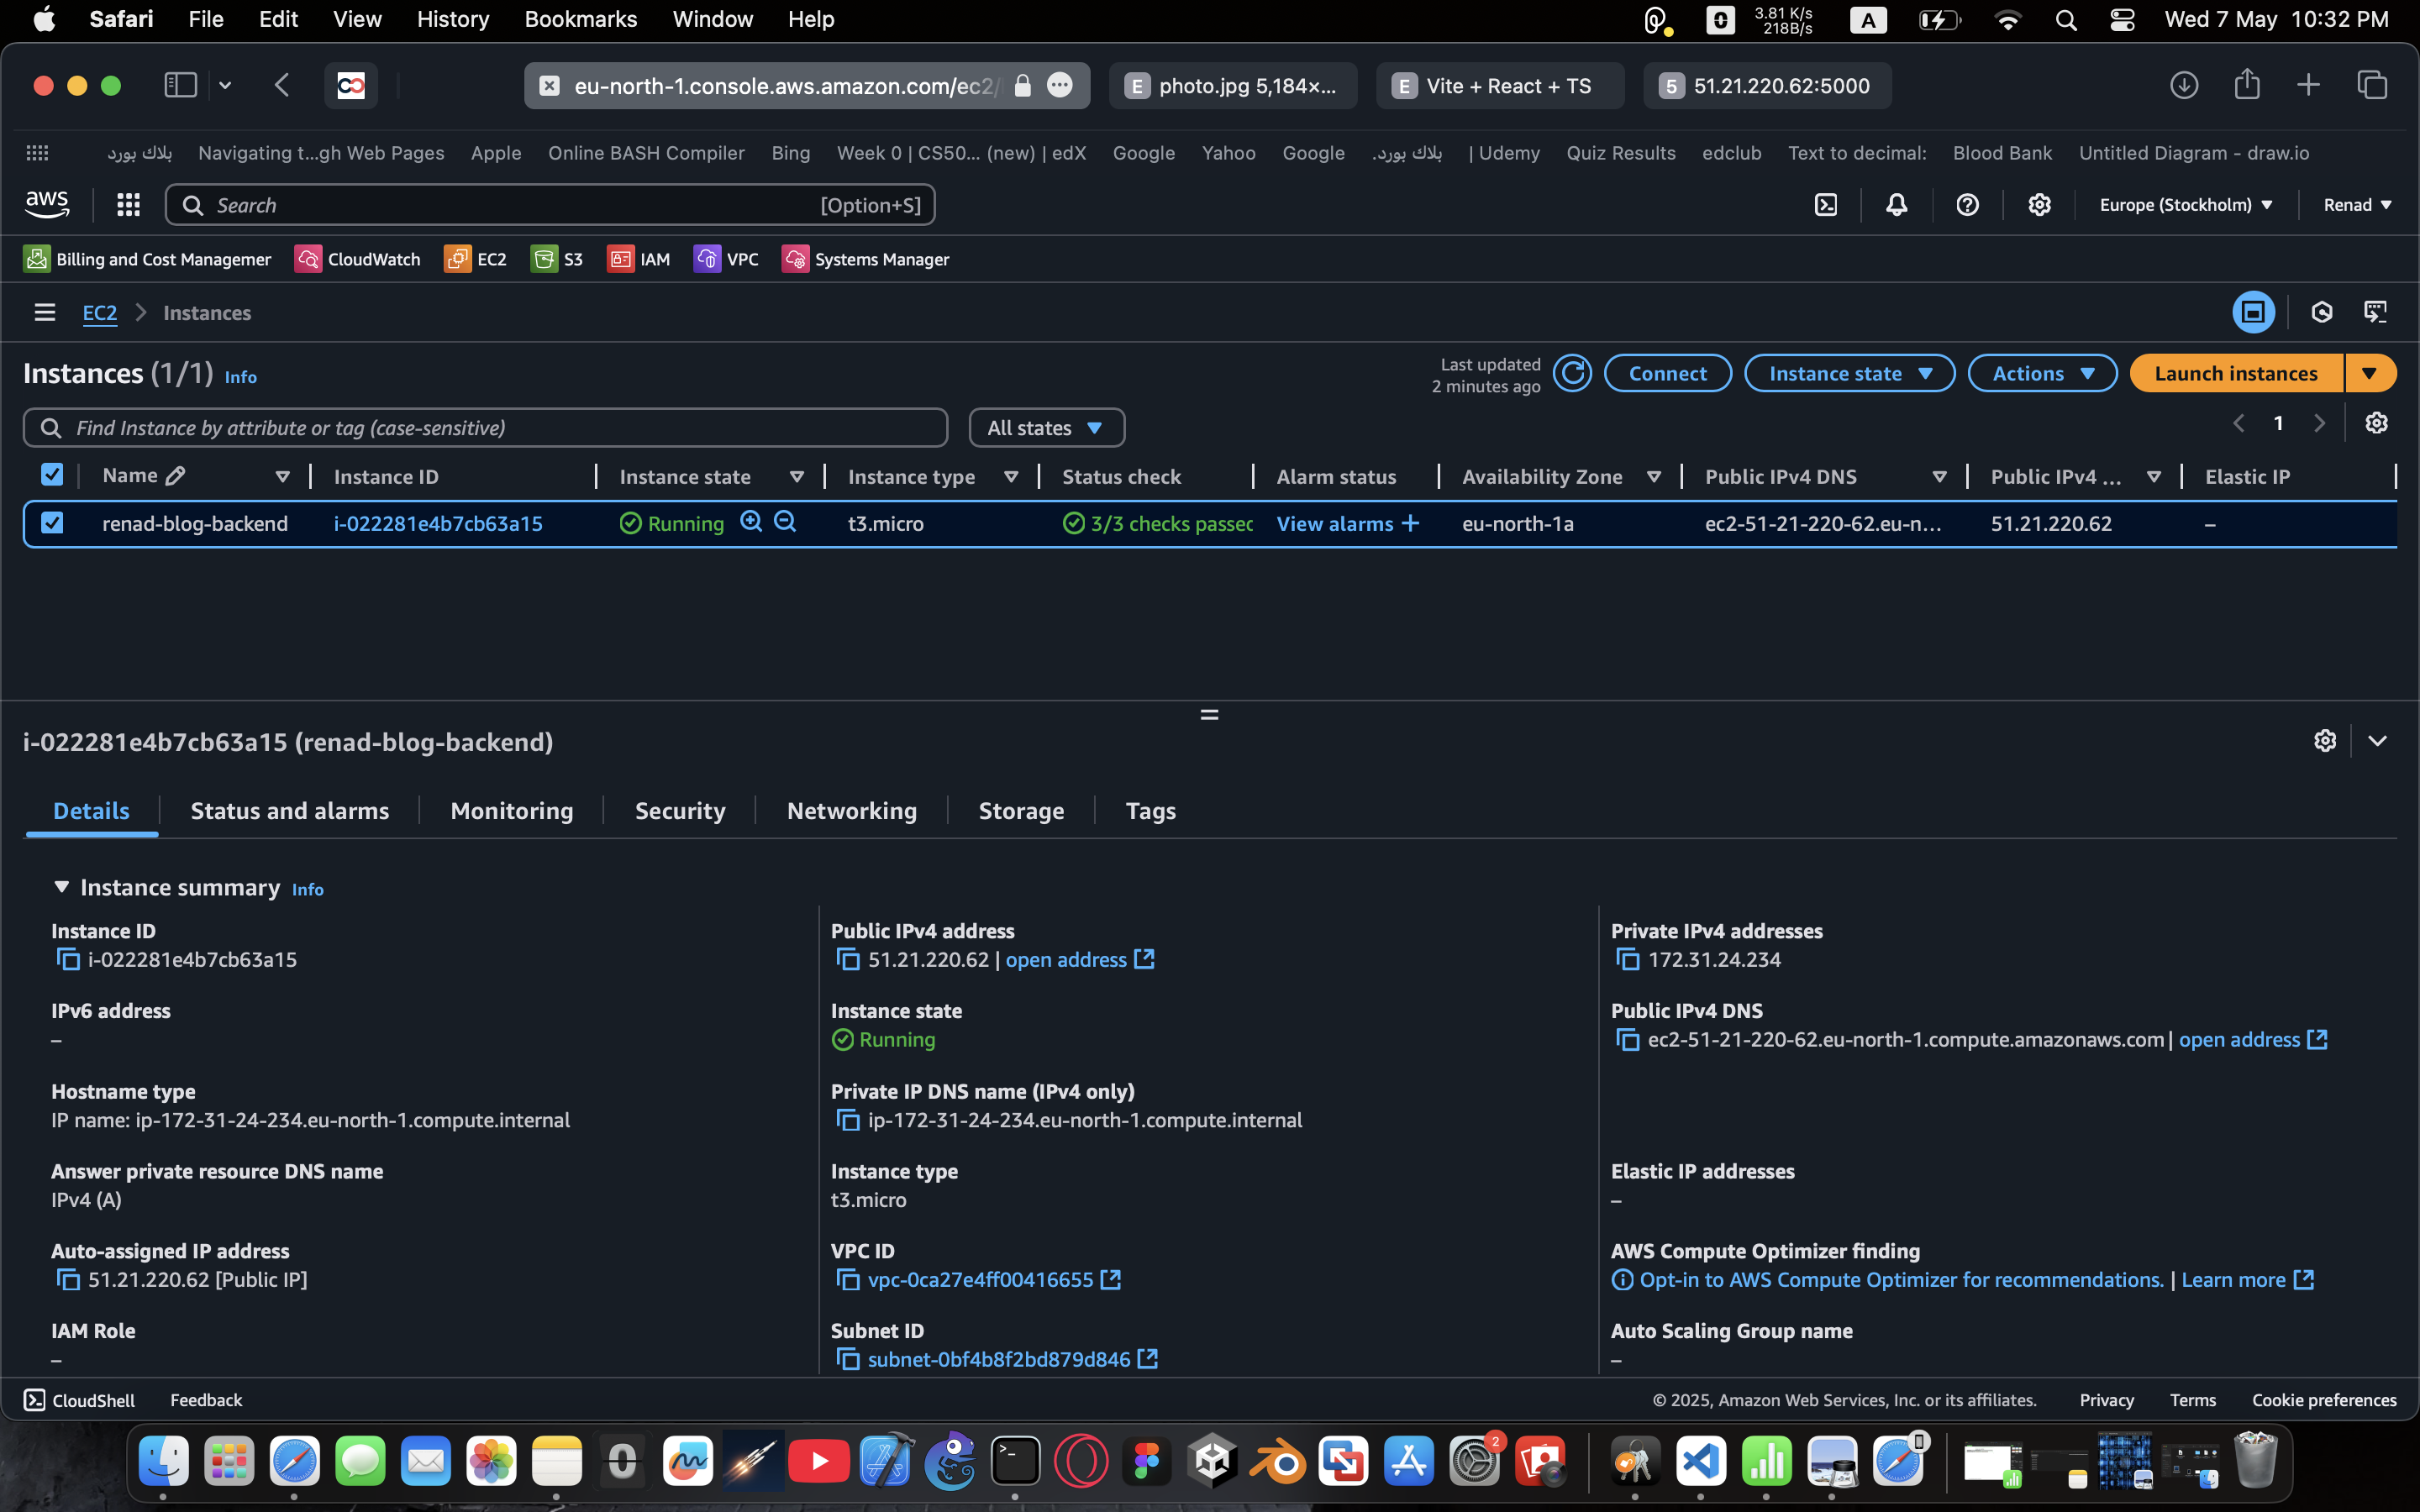 Safari File Edit View History Bookmarks Window Help 3.81 K/s 218B/s A Wed 7 May 10:32 PM
eu-north-1.console.aws.amazon.com/ec2/ E photo.jpg 5,184×... E Vite + React + TS 5 51.21.220.62:5000
بلاك بورد Navigating t...gh Web Pages Apple Online BASH Compiler Bing Week 0 | CS50... (new) | edX Google Yahoo Google بلاك بورد. | Udemy Quiz Results edclub Text to decimal: Blood Bank Untitled Diagram - draw.io
aws Search [Option+S] Europe (Stockholm) Renad
Billing and Cost Managemer CloudWatch EC2 S3 IAM VPC Systems Manager
EC2 Instances
Instances (1/1) Info Last updated 2 minutes ago Connect Instance state Actions Launch instances
Find Instance by attribute or tag (case-sensitive) All states 1
Name Instance ID Instance state Instance type Status check Alarm status Availability Zone Public IPv4 DNS Public IPv4 ... Elastic IP
renad-blog-backend i-022281e4b7cb63a15 Running t3.micro 3/3 checks passec View alarms + eu-north-1a ec2-51-21-220-62.eu-n... 51.21.220.62 –
i-022281e4b7cb63a15 (renad-blog-backend)
Details Status and alarms Monitoring Security Networking Storage Tags
Instance summary Info
Instance ID Public IPv4 address Private IPv4 addresses
i-022281e4b7cb63a15 51.21.220.62 | open address 172.31.24.234
IPv6 address Instance state Public IPv4 DNS
– Running ec2-51-21-220-62.eu-north-1.compute.amazonaws.com | open address
Hostname type Private IP DNS name (IPv4 only)
IP name: ip-172-31-24-234.eu-north-1.compute.internal ip-172-31-24-234.eu-north-1.compute.internal
Answer private resource DNS name Instance type Elastic IP addresses
IPv4 (A) t3.micro –
Auto-assigned IP address VPC ID AWS Compute Optimizer finding
51.21.220.62 [Public IP] vpc-0ca27e4ff00416655 Opt-in to AWS Compute Optimizer for recommendations. | Learn more
IAM Role Subnet ID Auto Scaling Group name
– subnet-0bf4b8f2bd879d846 –
CloudShell Feedback © 2025, Amazon Web Services, Inc. or its affiliates. Privacy Terms Cookie preferences
2